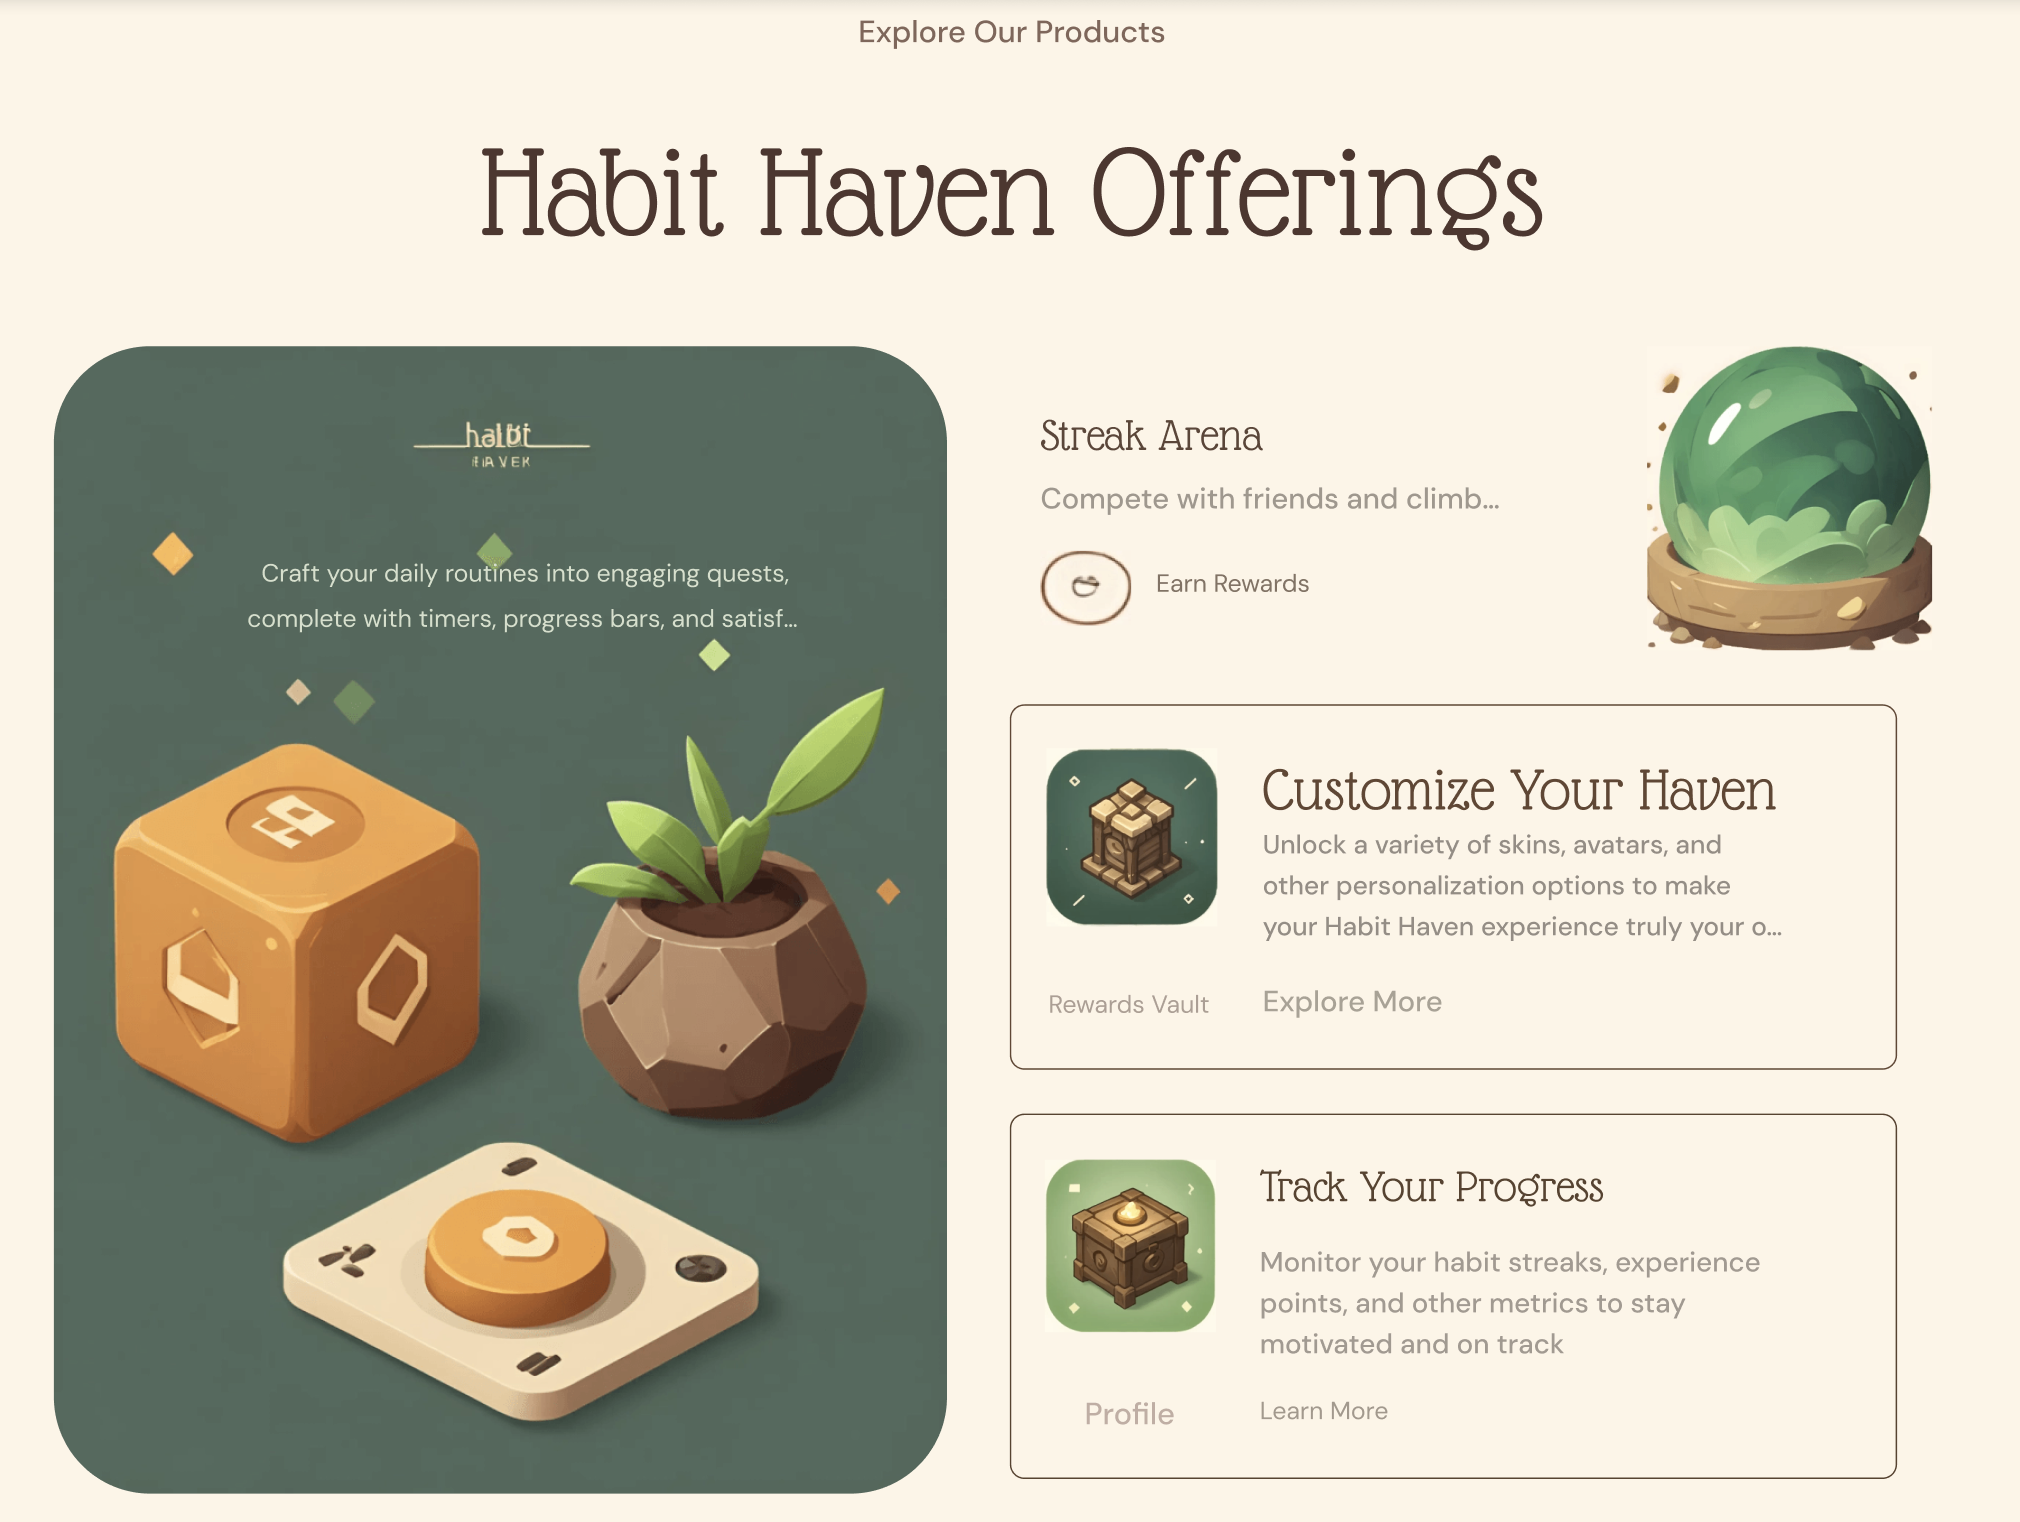 Explore Our Products
Habit Haven Offerings
Craft your daily routines into engaging quests,
complete with timers, progress bars, and satisf...
Streak Arena
Compete with friends and climb...
Earn Rewards
Customize Your Haven
Unlock a variety of skins, avatars, and
other personalization options to make
your Habit Haven experience truly your o...
Rewards Vault
Explore More
Track Your Progress
Monitor your habit streaks, experience
points, and other metrics to stay
motivated and on track
Profile
Learn More